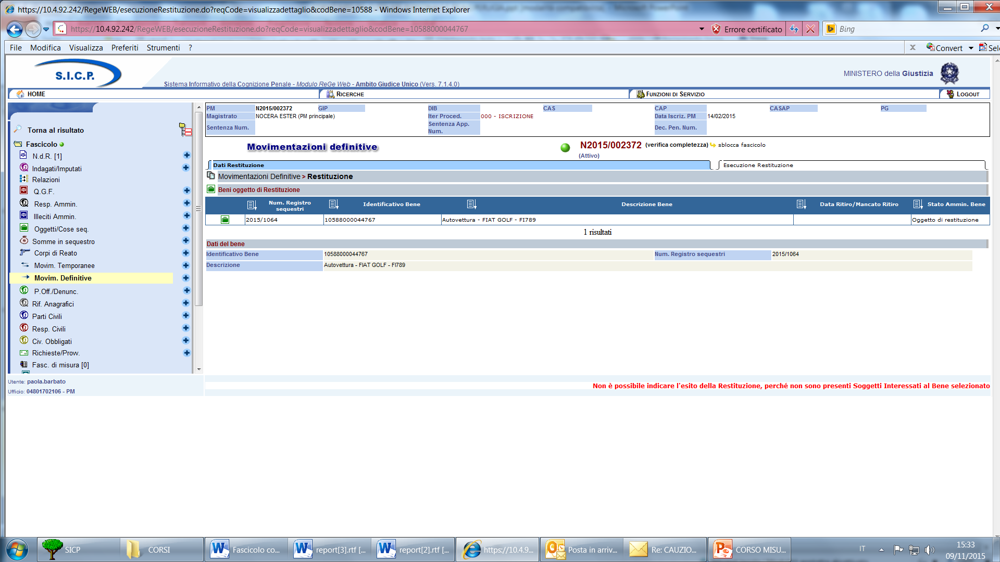 https://10.4.92.242/RegeWEB/esecuzioneRestituzione.do?reqCode=visualizzadettaglio&codBene=10588 - Windows Internet Explorer
https://10.4.92.242/RegeWEB/esecuzioneRestituzione.do?reqCode=visualizzadettaglio&codBene=10588000044767 Errore certificato Bing
File Modifica Visualizza Preferiti Strumenti ? x Convert Sele
S.I.C.P.
Sistema Informativo della Cognizione Penale - Modulo ReGe Web - Ambito Giudice Unico (Vers. 7.1.4.0)
MINISTERO della Giustizia
HOME RICERCHE FUNZIONI DI SERVIZIO LOGOUT
PM N2015/002372 GIP DIB CAS CAP CASAP PG
Magistrato NOCERA ESTER (PM principale) Iter Proced. 000 - ISCRIZIONE Data Iscriz. PM 14/02/2015
Sentenza Num. Sentenza App. Num. Dec. Pen. Num.
Torna al risultato
Fascicolo
N.d.R. [1]
Indagati/Imputati
Relazioni
Q.G.F.
Resp. Ammin.
Illeciti Ammin.
Oggetti/Cose seq.
Somme in sequestro
Corpi di Reato
Movim. Temporanee
Movim. Definitive
P.Off./Denunc.
Rif. Anagrafici
Parti Civili
Resp. Civili
Civ. Obbligati
Richieste/Provv.
Fasc. di misura [0]
Utente: paola.barbato
Ufficio: 04801702106 - PM
Movimentazioni definitive N2015/002372 (verifica completezza) sblocca fascicolo
(Attivo)
Dati Restituzione Esecuzione Restituzione
Movimentazioni Definitive > Restituzione
Beni oggetto di Restituzione
Num. Registro sequestri Identificativo Bene Descrizione Bene Data Ritiro/Mancato Ritiro Stato Ammin. Bene
2015/1064 10588000044767 Autovettura - FIAT GOLF - FI789 Oggetto di restituzione
1 risultati
Dati del bene
Identificativo Bene 10588000044767 Num. Registro sequestri 2015/1064
Descrizione Autovettura - FIAT GOLF - FI789
Non è possibile indicare l'esito della Restituzione, perché non sono presenti Soggetti Interessati al Bene selezionato
SICP CORSI Fascicolo co... report[3].rtf [... report[2].rtf [... https://10.4.9... Posta in arriv... Re: CAUZIO... CORSO MISU... IT 15:33
09/11/2015